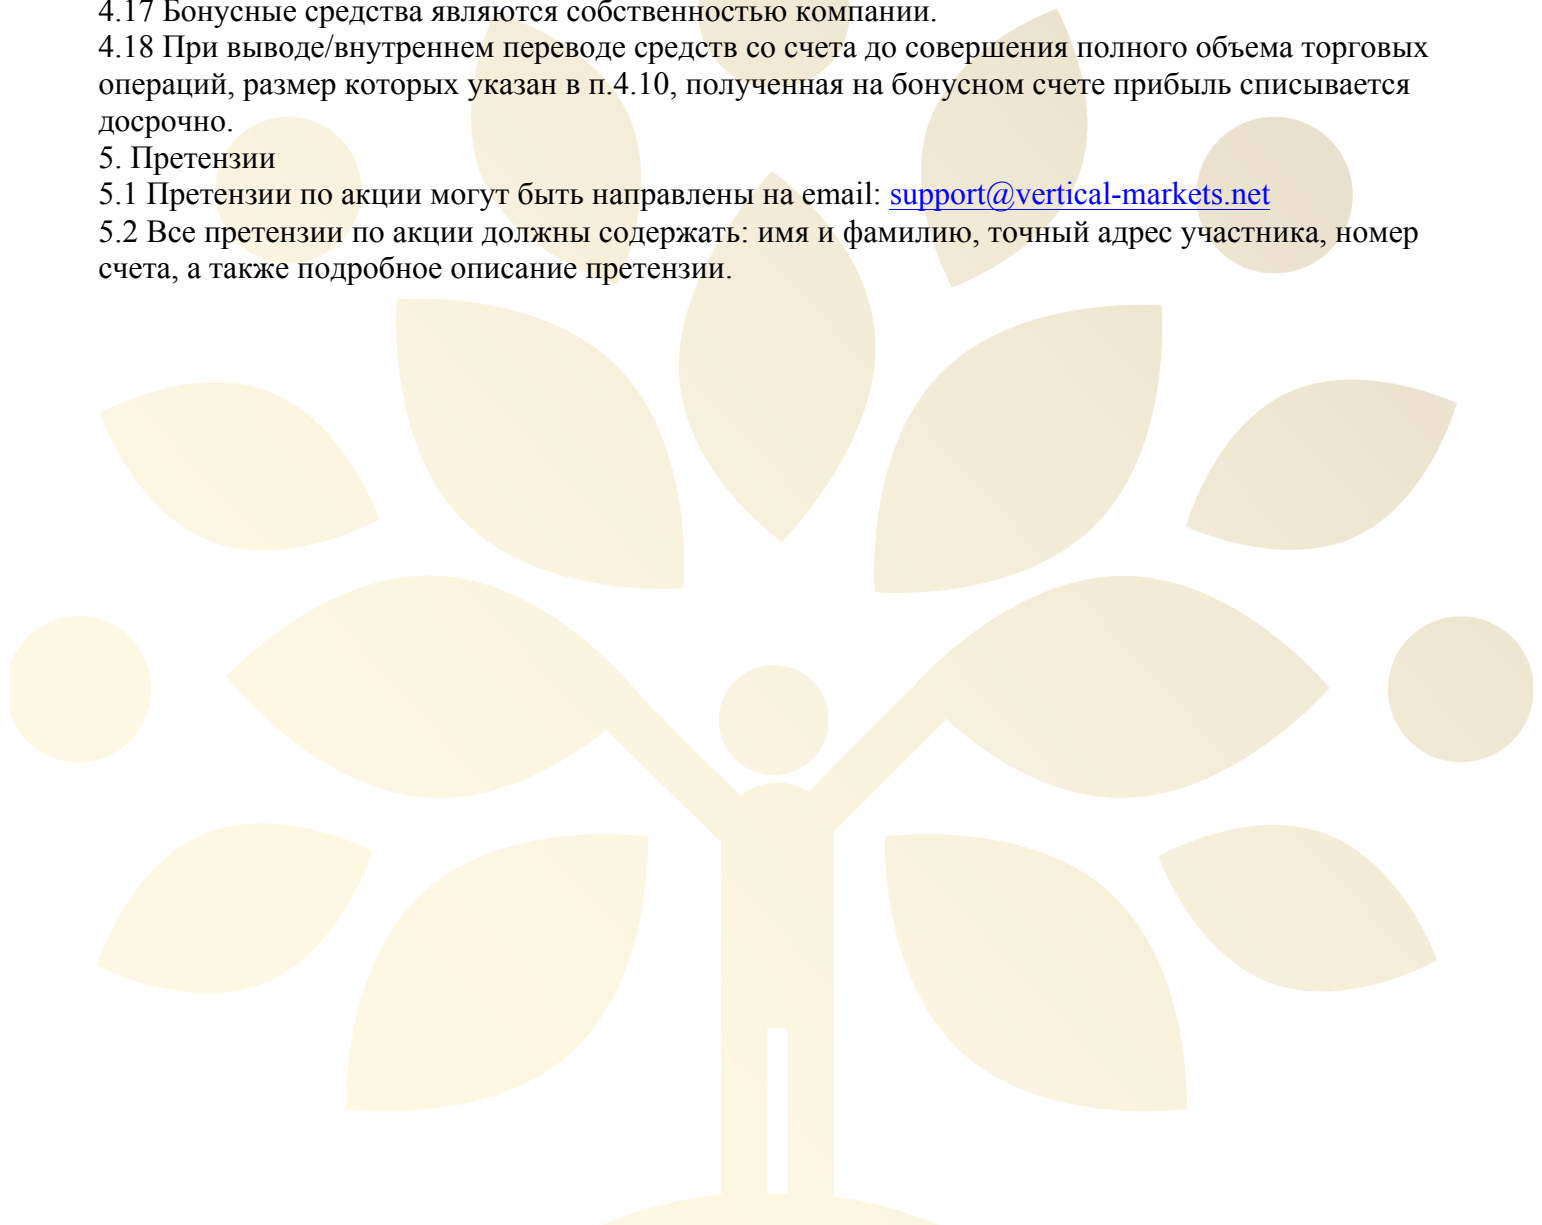 4.17 Бонусные средства являются собственностью компании.
4.18 При выводе/внутреннем переводе средств со счета до совершения полного объема торговых
операций, размер которых указан в п.4.10, полученная на бонусном счете прибыль списывается
досрочно.
5. Претензии
5.1 Претензии по акции могут быть направлены на email: support@vertical-markets.net
5.2 Все претензии по акции должны содержать: имя и фамилию, точный адрес участника, номер
счета, а также подробное описание претензии.